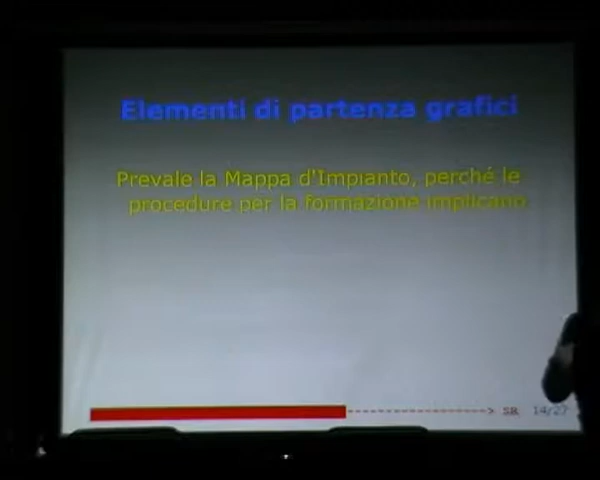 Elementi di partenza grafici
Prevale la Mappa d'Impianto, perché le
procedure per la formazione implicano
SR 14/27